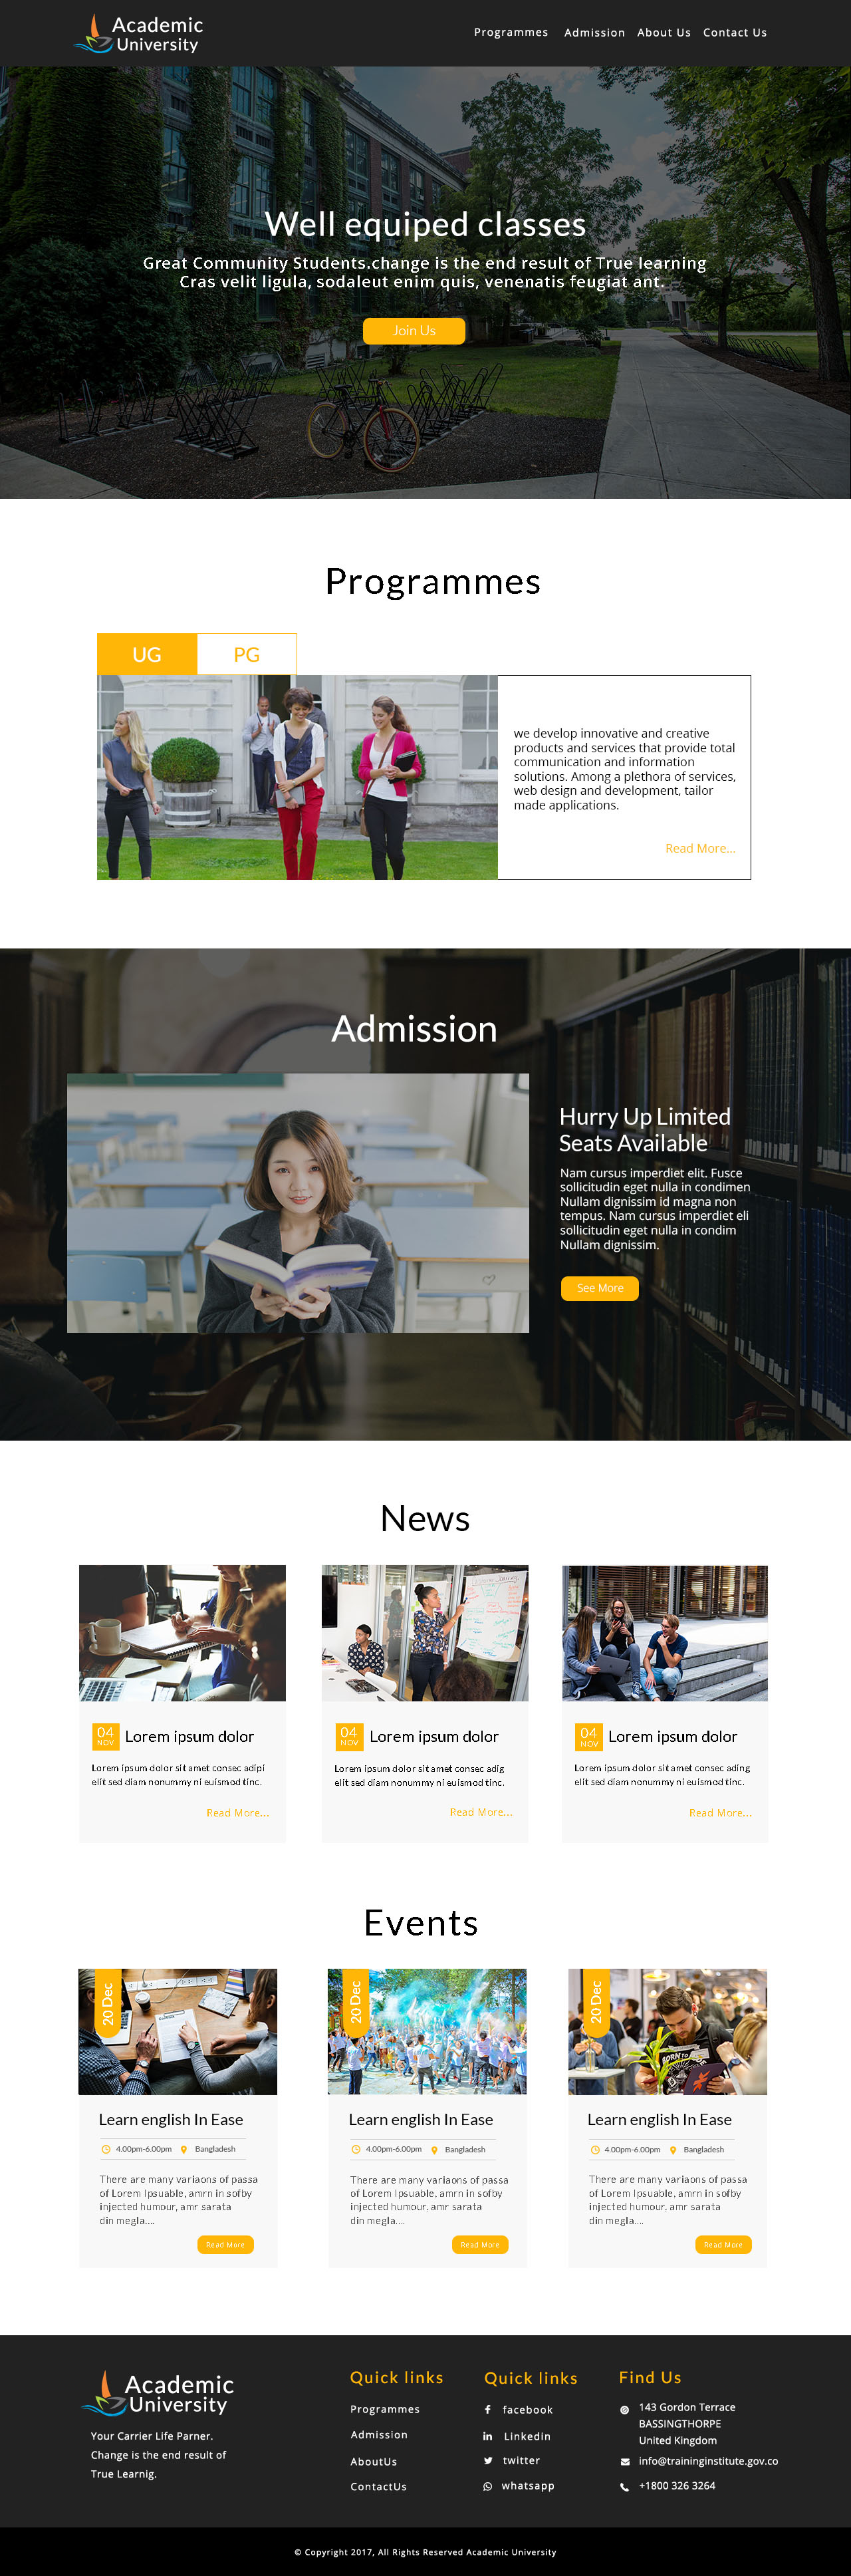 Academic
University
Programmes Admission About Us Contact Us
Well equiped classes
Great Community Students.change is the end result of True learning
Cras velit ligula, sodaleut enim quis, venenatis feugiat ant.
Join Us
Programmes
UG PG
we develop innovative and creative
products and services that provide total
communication and information
solutions. Among a plethora of services,
web design and development, tailor
made applications.
Read More...
Admission
Hurry Up Limited
Seats Available
Nam cursus imperdiet elit. Fusce
sollicitudin eget nulla in condimen
Nullam dignissim id magna non
tempus. Nam cursus imperdiet eli
sollicitudin eget nulla in condim
Nullam dignissim.
See More
News
04
NOV
Lorem ipsum dolor
Lorem ipsum dolor sit amet consec adipi
elit sed diam nonummy ni euismod tinc.
Read More...
04
NOV
Lorem ipsum dolor
Lorem ipsum dolor sit amet consec adig
elit sed diam nonummy ni euismod tinc.
Read More...
04
NOV
Lorem ipsum dolor
Lorem ipsum dolor sit amet consec ading
elit sed diam nonummy ni euismod tinc.
Read More...
Events
20 Dec
Learn english In Ease
4.00pm-6.00pm Bangladesh
There are many variaons of passa
of Lorem Ipsuable, amrn in sofby
injected humour, amr sarata
din megla....
Read More
20 Dec
Learn english In Ease
4.00pm-6.00pm Bangladesh
There are many variaons of passa
of Lorem Ipsuable, amrn in sofby
injected humour, amr sarata
din megla....
Read More
20 Dec
BORN TO
Learn english In Ease
4.00pm-6.00pm Bangladesh
There are many variaons of passa
of Lorem Ipsuable, amrn in sofby
injected humour, amr sarata
din megla....
Read More
Academic
University
Your Carrier Life Parner.
Change is the end result of
True Learnig.
Quick links
Programmes
Admission
AboutUs
ContactUs
Quick links
facebook
Linkedin
twitter
whatsapp
Find Us
143 Gordon Terrace
BASSINGTHORPE
United Kingdom
info@traininginstitute.gov.co
+1800 326 3264
© Copyright 2017, All Rights Reserved Academic University